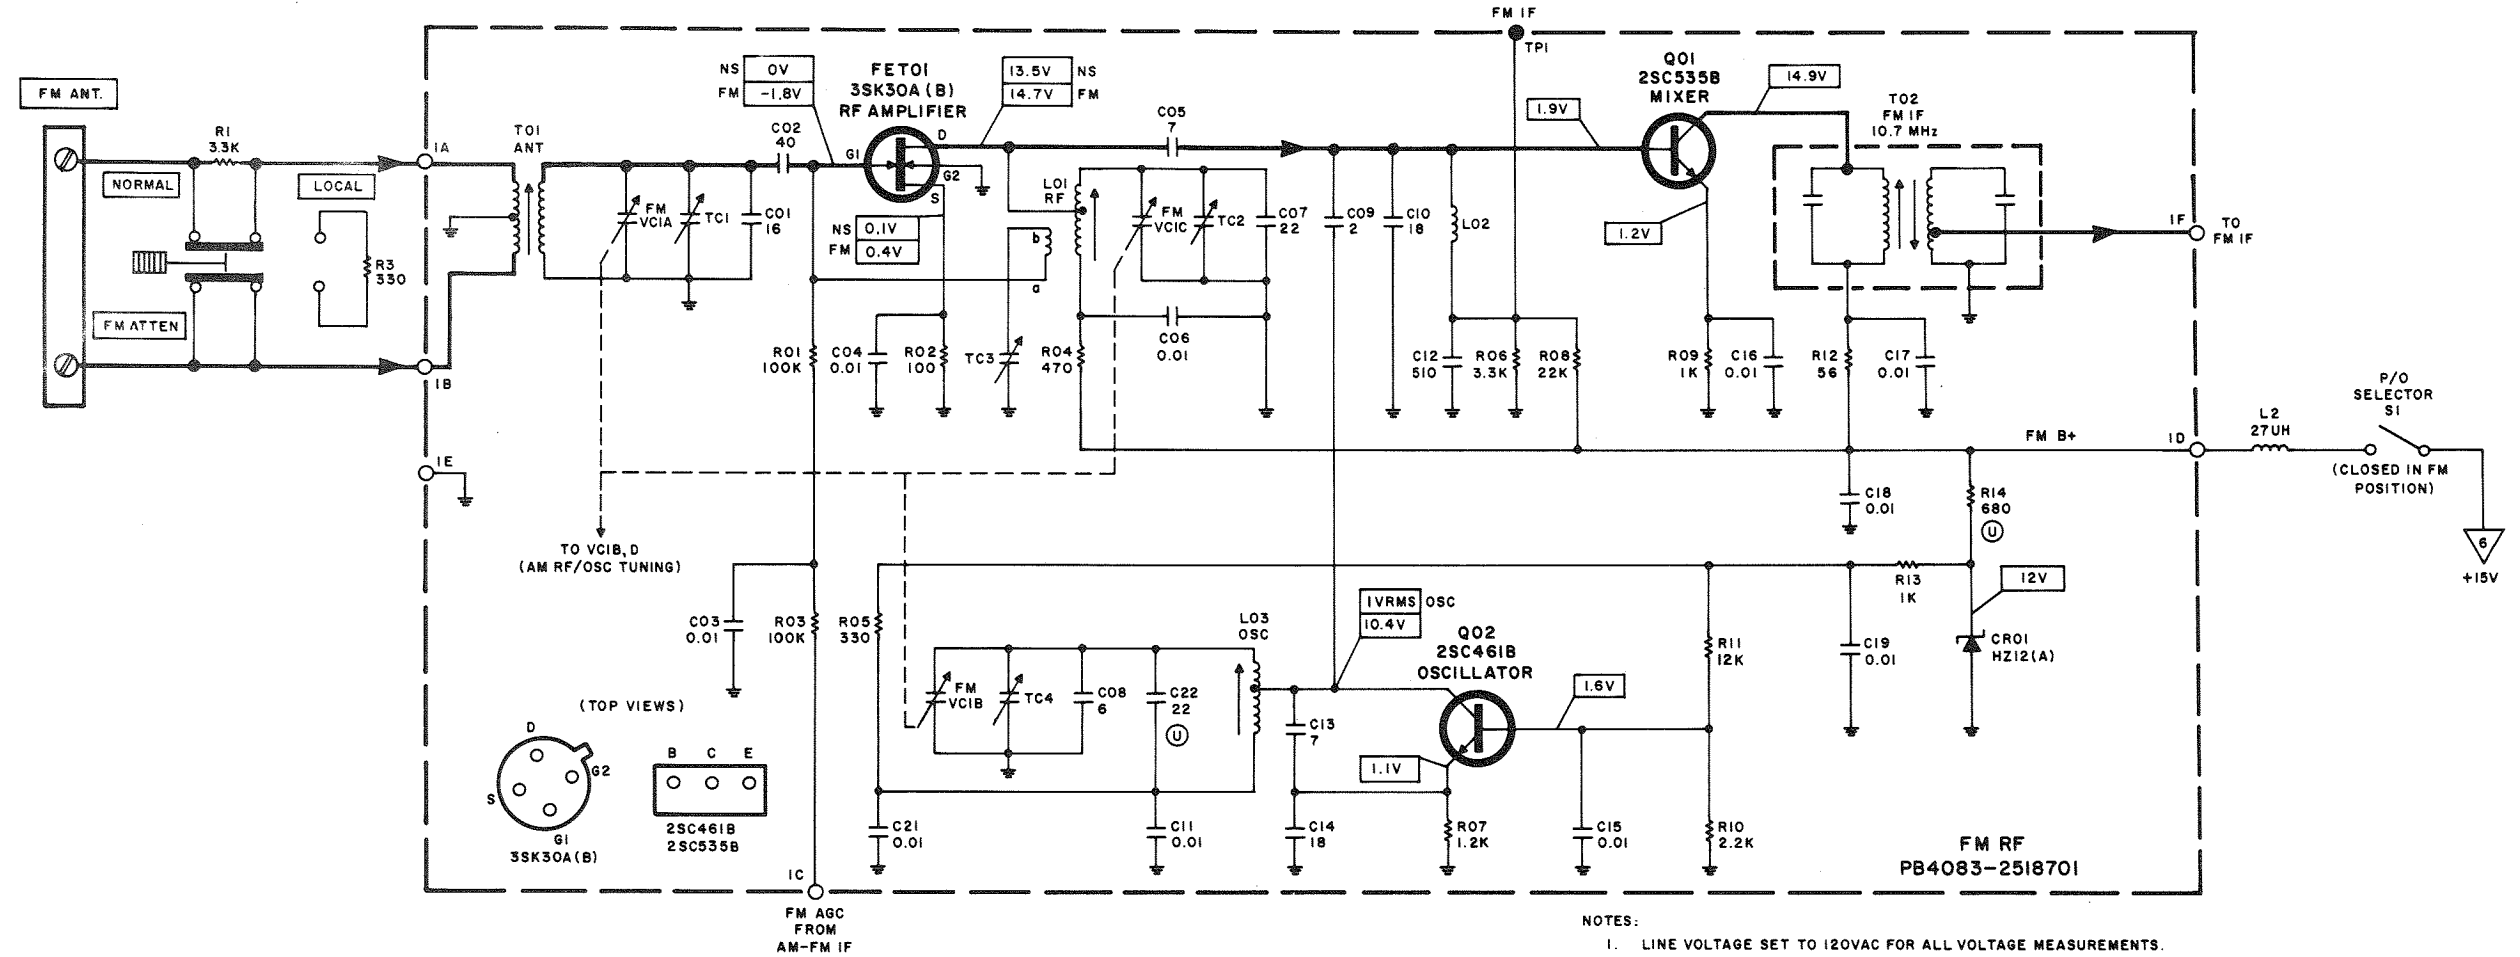 FM IF
TP1
FM ANT.
R1
3.3K
NORMAL
LOCAL
R3
330
FM ATTEN
1A
1B
1E
T01
ANT
FM
VC1A
TC1
C01
16
C02
40
NS
0V
FM
-1.8V
FET01
3SK30A (B)
RF AMPLIFIER
G1
D
G2
S
13.5V
NS
14.7V
FM
NS
0.1V
FM
0.4V
C05
7
L01
RF
b
a
FM
VC1C
TC2
C07
22
C09
2
C10
18
L02
C06
0.01
R01
100K
C04
0.01
R02
100
TC3
R04
470
C12
510
R06
3.3K
R08
22K
Q01
2SC535B
MIXER
1.9V
14.9V
1.2V
T02
FM IF
10.7 MHz
1F
TO
FM IF
R09
1K
C16
0.01
R12
56
C17
0.01
FM B+
1D
L2
27UH
P/O
SELECTOR
S1
(CLOSED IN FM
POSITION)
6
+15V
C18
0.01
R14
680
U
TO VC1B, D
(AM RF/OSC TUNING)
C03
0.01
R03
100K
R05
330
R13
1K
12V
CR01
HZ12(A)
C19
0.01
R11
12K
L03
OSC
1VRMS
OSC
10.4V
Q02
2SC461B
OSCILLATOR
1.6V
1.1V
FM
VC1B
TC4
C08
6
C22
22
U
C13
7
C21
0.01
C11
0.01
C14
18
R07
1.2K
C15
0.01
R10
2.2K
(TOP VIEWS)
D
G2
S
G1
3SK30A(B)
B C E
2SC461B
2SC535B
1C
FM AGC
FROM
AM-FM IF
FM RF
PB4083-2518701
NOTES:
1. LINE VOLTAGE SET TO 120VAC FOR ALL VOLTAGE MEASUREMENTS.